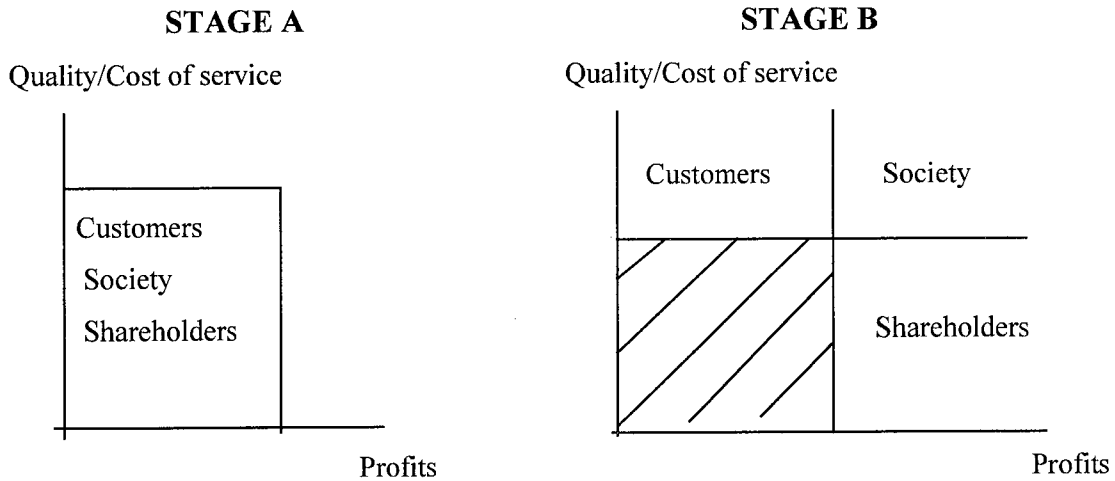 STAGE A
Quality/Cost of service
Customers
Society
Shareholders
Profits
STAGE B
Quality/Cost of service
Customers
Society
Shareholders
Profits